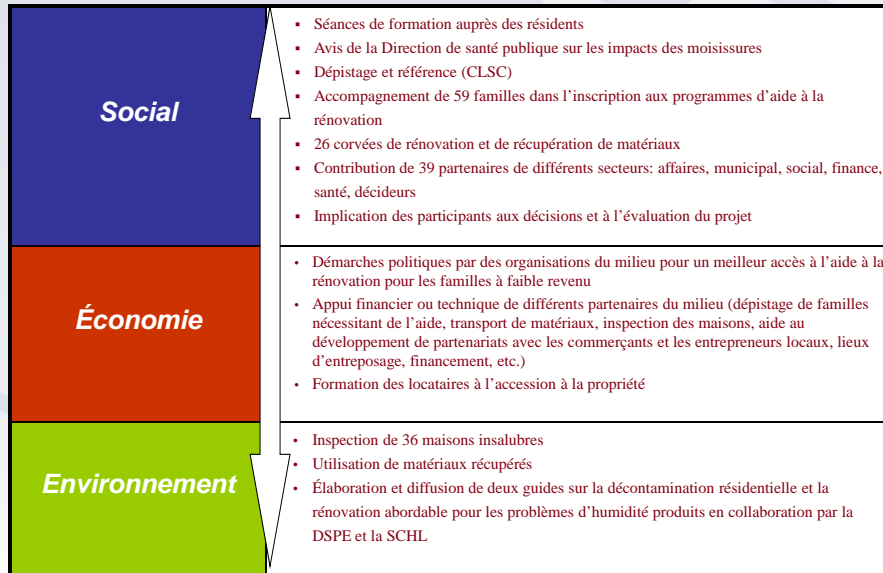 Social
▪ Séances de formation auprès des résidents
▪ Avis de la Direction de santé publique sur les impacts des moisissures
▪ Dépistage et référence (CLSC)
▪ Accompagnement de 59 familles dans l'inscription aux programmes d'aide à la
rénovation
▪ 26 corvées de rénovation et de récupération de matériaux
▪ Contribution de 39 partenaires de différents secteurs: affaires, municipal, social, finance,
santé, décideurs
▪ Implication des participants aux décisions et à l'évaluation du projet
Économie
• Démarches politiques par des organisations du milieu pour un meilleur accès à l'aide à la
rénovation pour les familles à faible revenu
• Appui financier ou technique de différents partenaires du milieu (dépistage de familles
nécessitant de l'aide, transport de matériaux, inspection des maisons, aide au
développement de partenariats avec les commerçants et les entrepreneurs locaux, lieux
d'entreposage, financement, etc.)
• Formation des locataires à l'accession à la propriété
Environnement
• Inspection de 36 maisons insalubres
• Utilisation de matériaux récupérés
• Élaboration et diffusion de deux guides sur la décontamination résidentielle et la
rénovation abordable pour les problèmes d'humidité produits en collaboration par la
DSPE et la SCHL